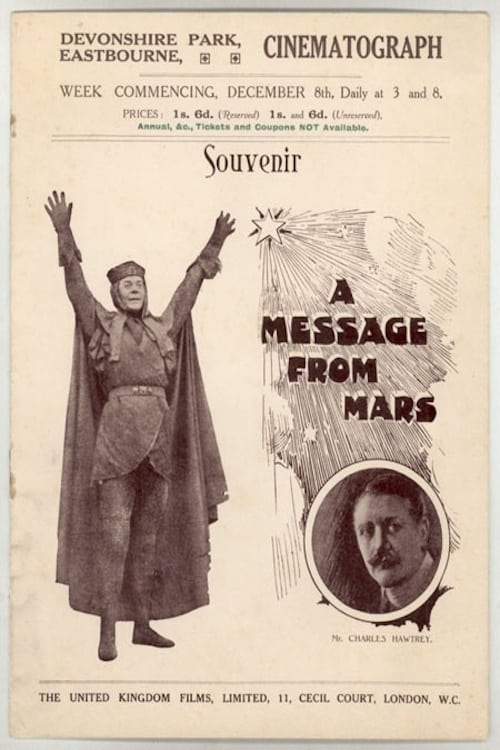 DEVONSHIRE PARK,
EASTBOURNE,
CINEMATOGRAPH
WEEK COMMENCING, DECEMBER 8th, Daily at 3 and 8.
PRICES: 1s. 6d. (Reserved) 1s. and 6d. (Unreserved).
Annual, &c., Tickets and Coupons NOT Available.
Souvenir
A
MESSAGE
FROM
MARS
Mr. CHARLES HAWTREY.
THE UNITED KINGDOM FILMS, LIMITED, 11, CECIL COURT, LONDON, W.C.